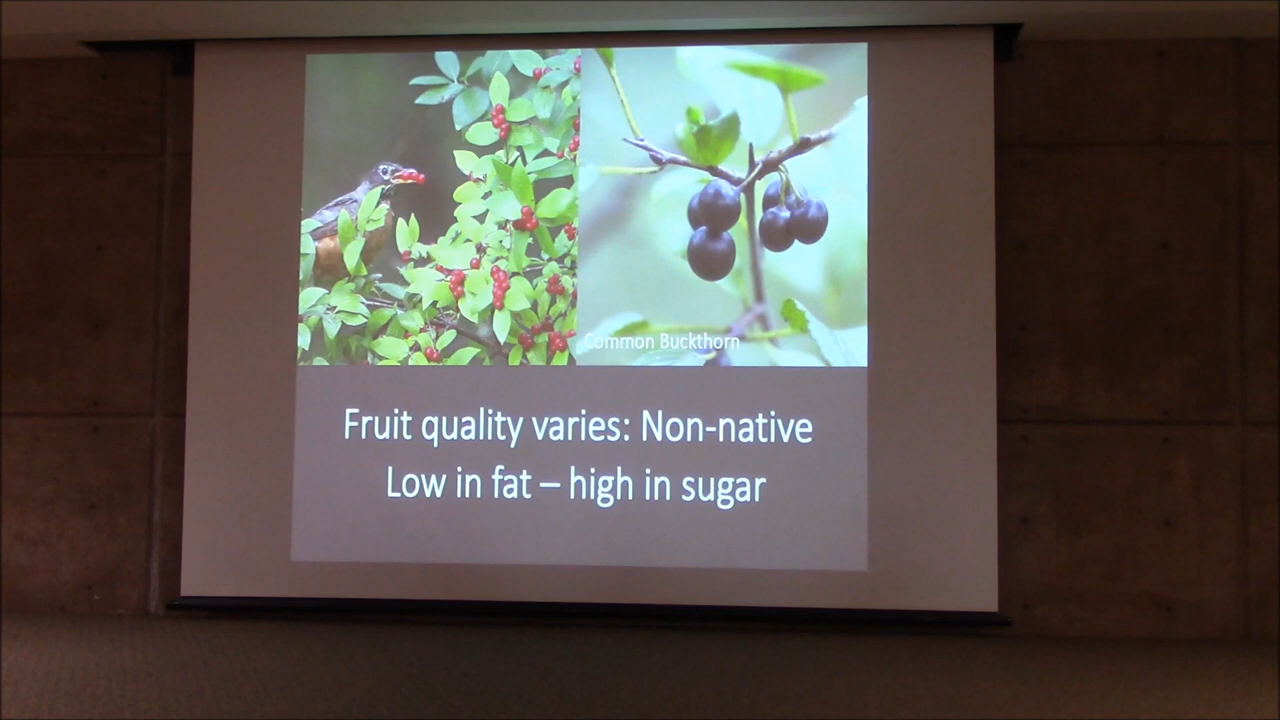 Common Buckthorn
Fruit quality varies: Non-native
Low in fat – high in sugar